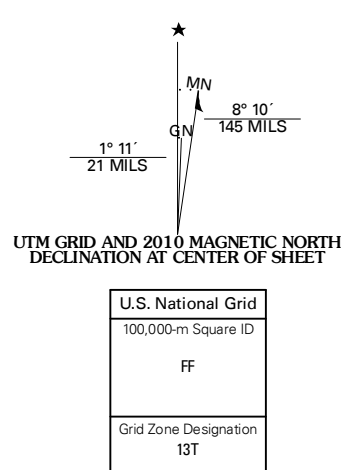 ★
MN
GN
8° 10´
145 MILS
1° 11´
21 MILS
UTM GRID AND 2010 MAGNETIC NORTH
DECLINATION AT CENTER OF SHEET
U.S. National Grid
100,000-m Square ID
FF
Grid Zone Designation
13T